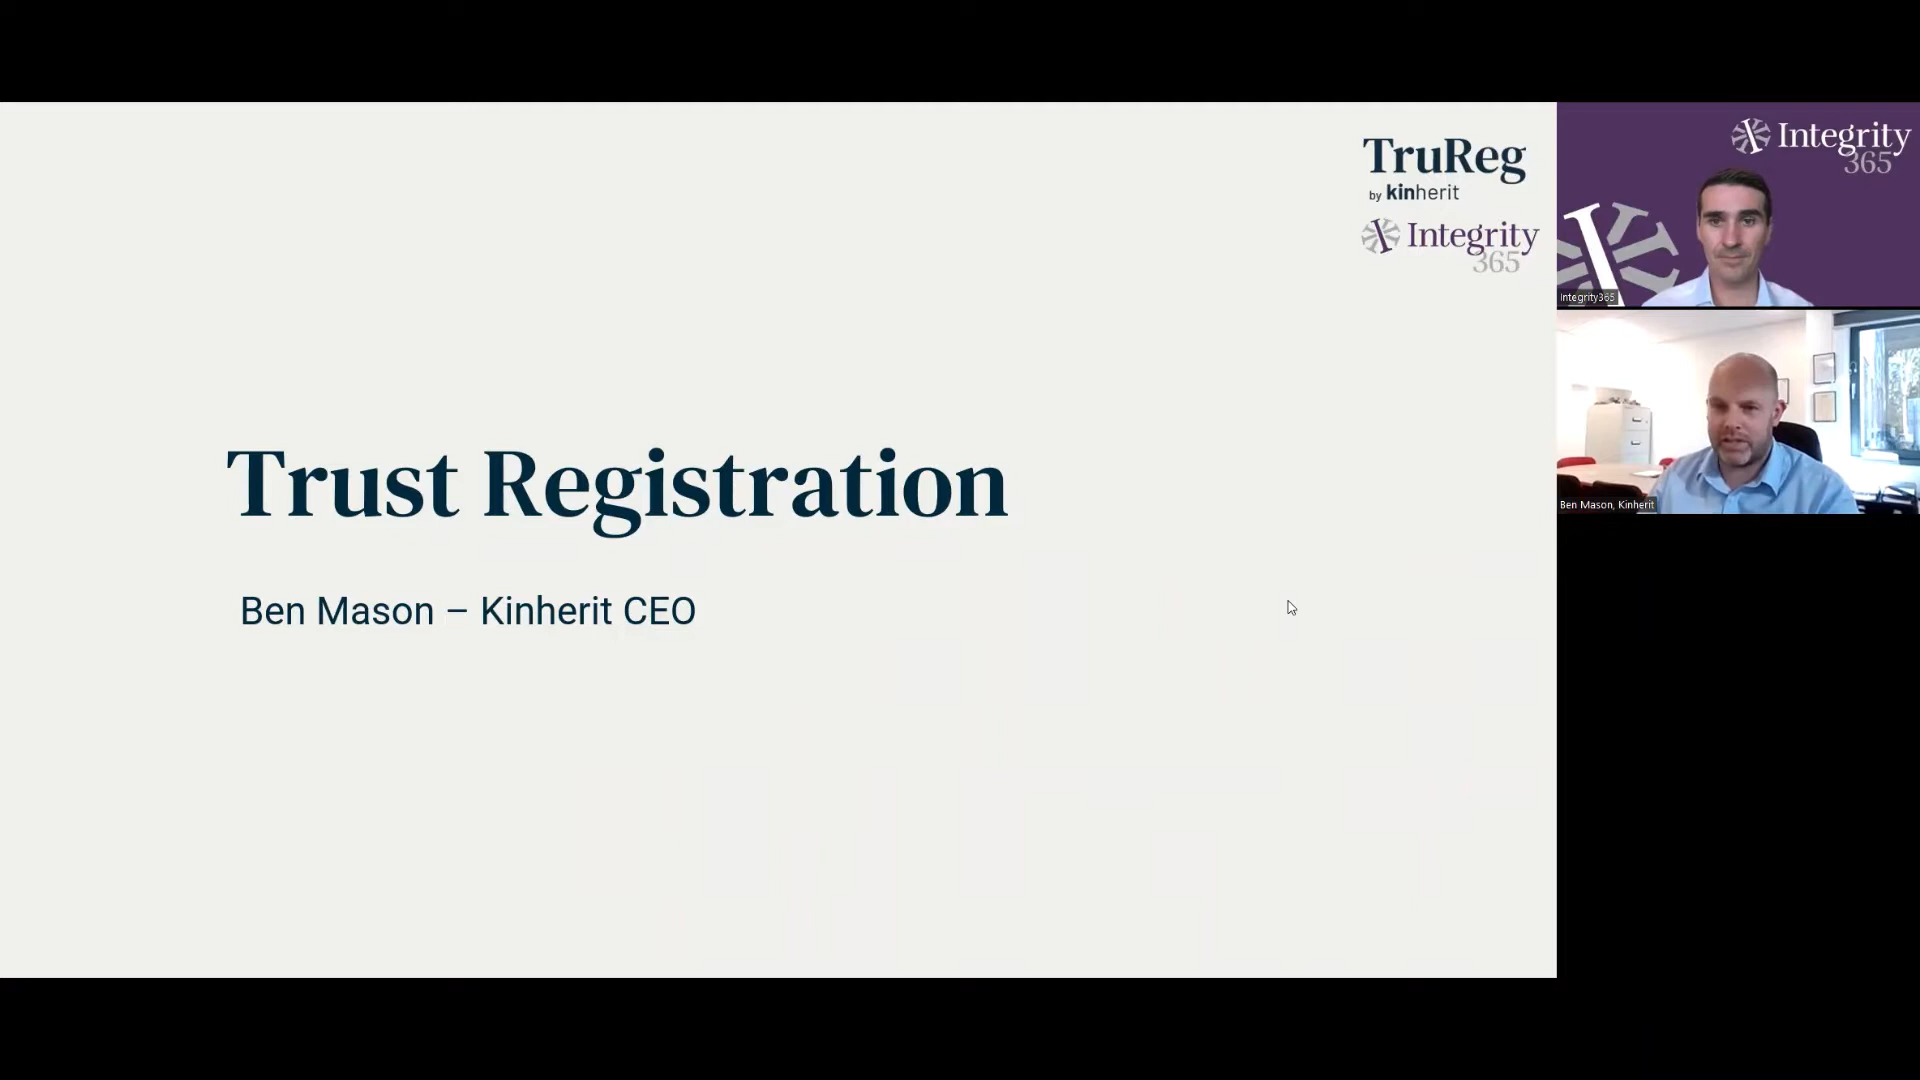 TruReg
by kinherit
Integrity
365
Trust Registration
Ben Mason – Kinherit CEO
Integrity
365
Integrity365
Ben Mason, Kinherit